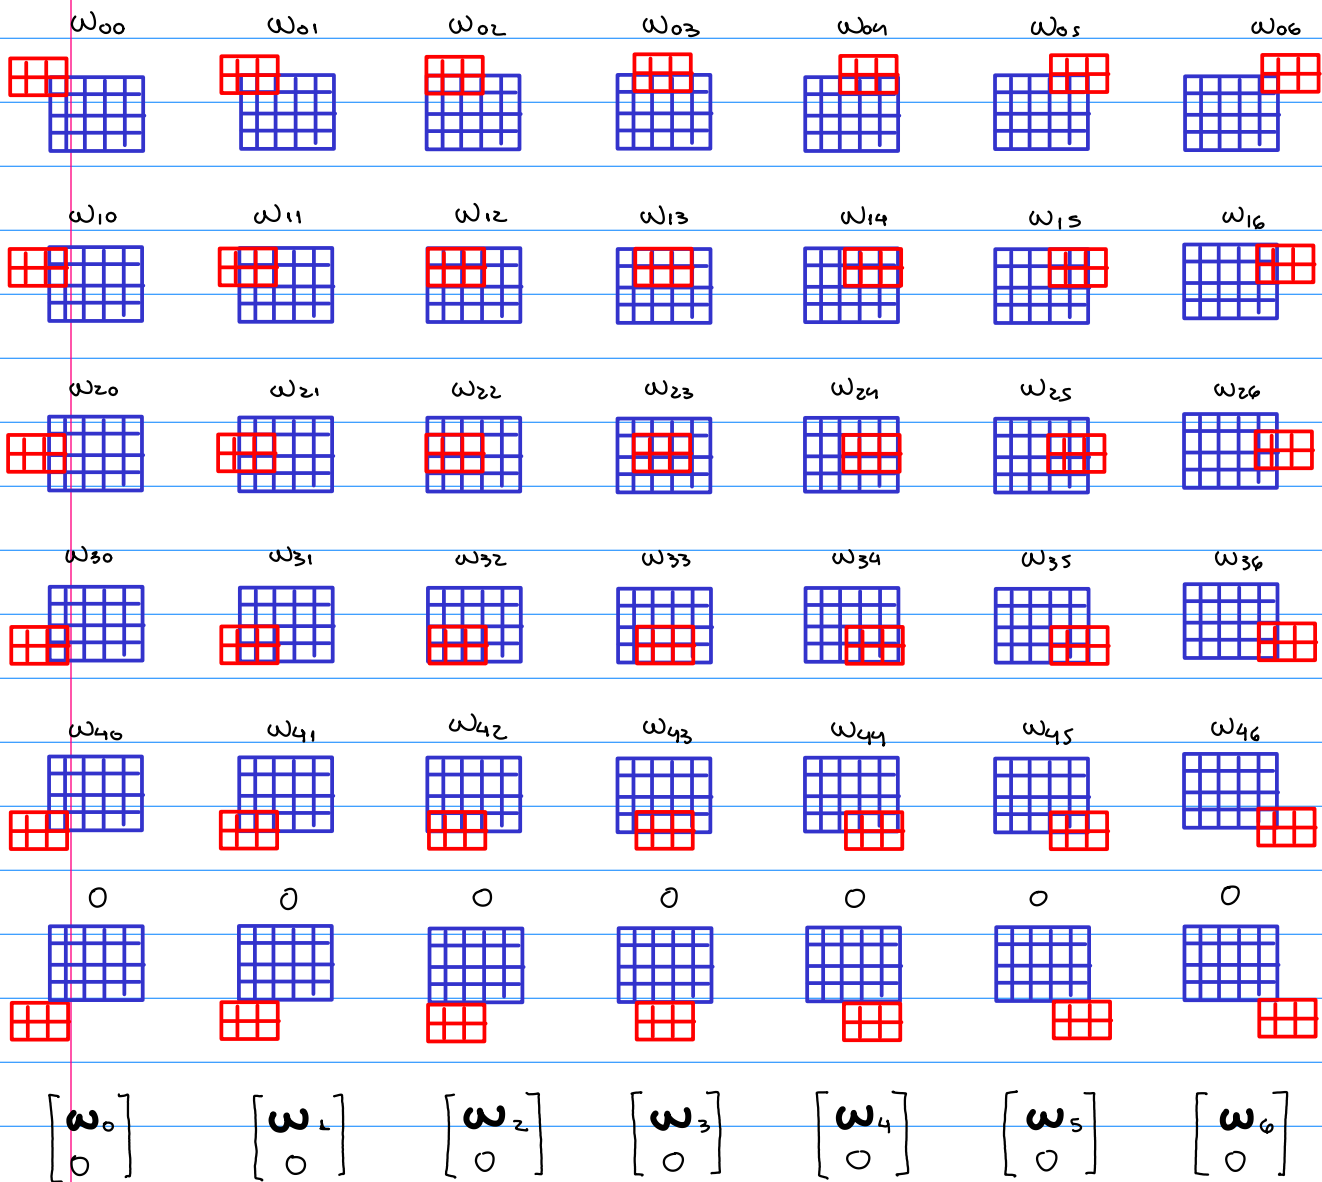 ω00 ω01 ω02 ω03 ω04 ω05 ω06
ω10 ω11 ω12 ω13 ω14 ω15 ω16
ω20 ω21 ω22 ω23 ω24 ω25 ω26
ω30 ω31 ω32 ω33 ω34 ω35 ω36
ω40 ω41 ω42 ω43 ω44 ω45 ω46
0 0 0 0 0 0 0
[ω0] [ω1] [ω2] [ω3] [ω4] [ω5] [ω6]
[0] [0] [0] [0] [0] [0] [0]